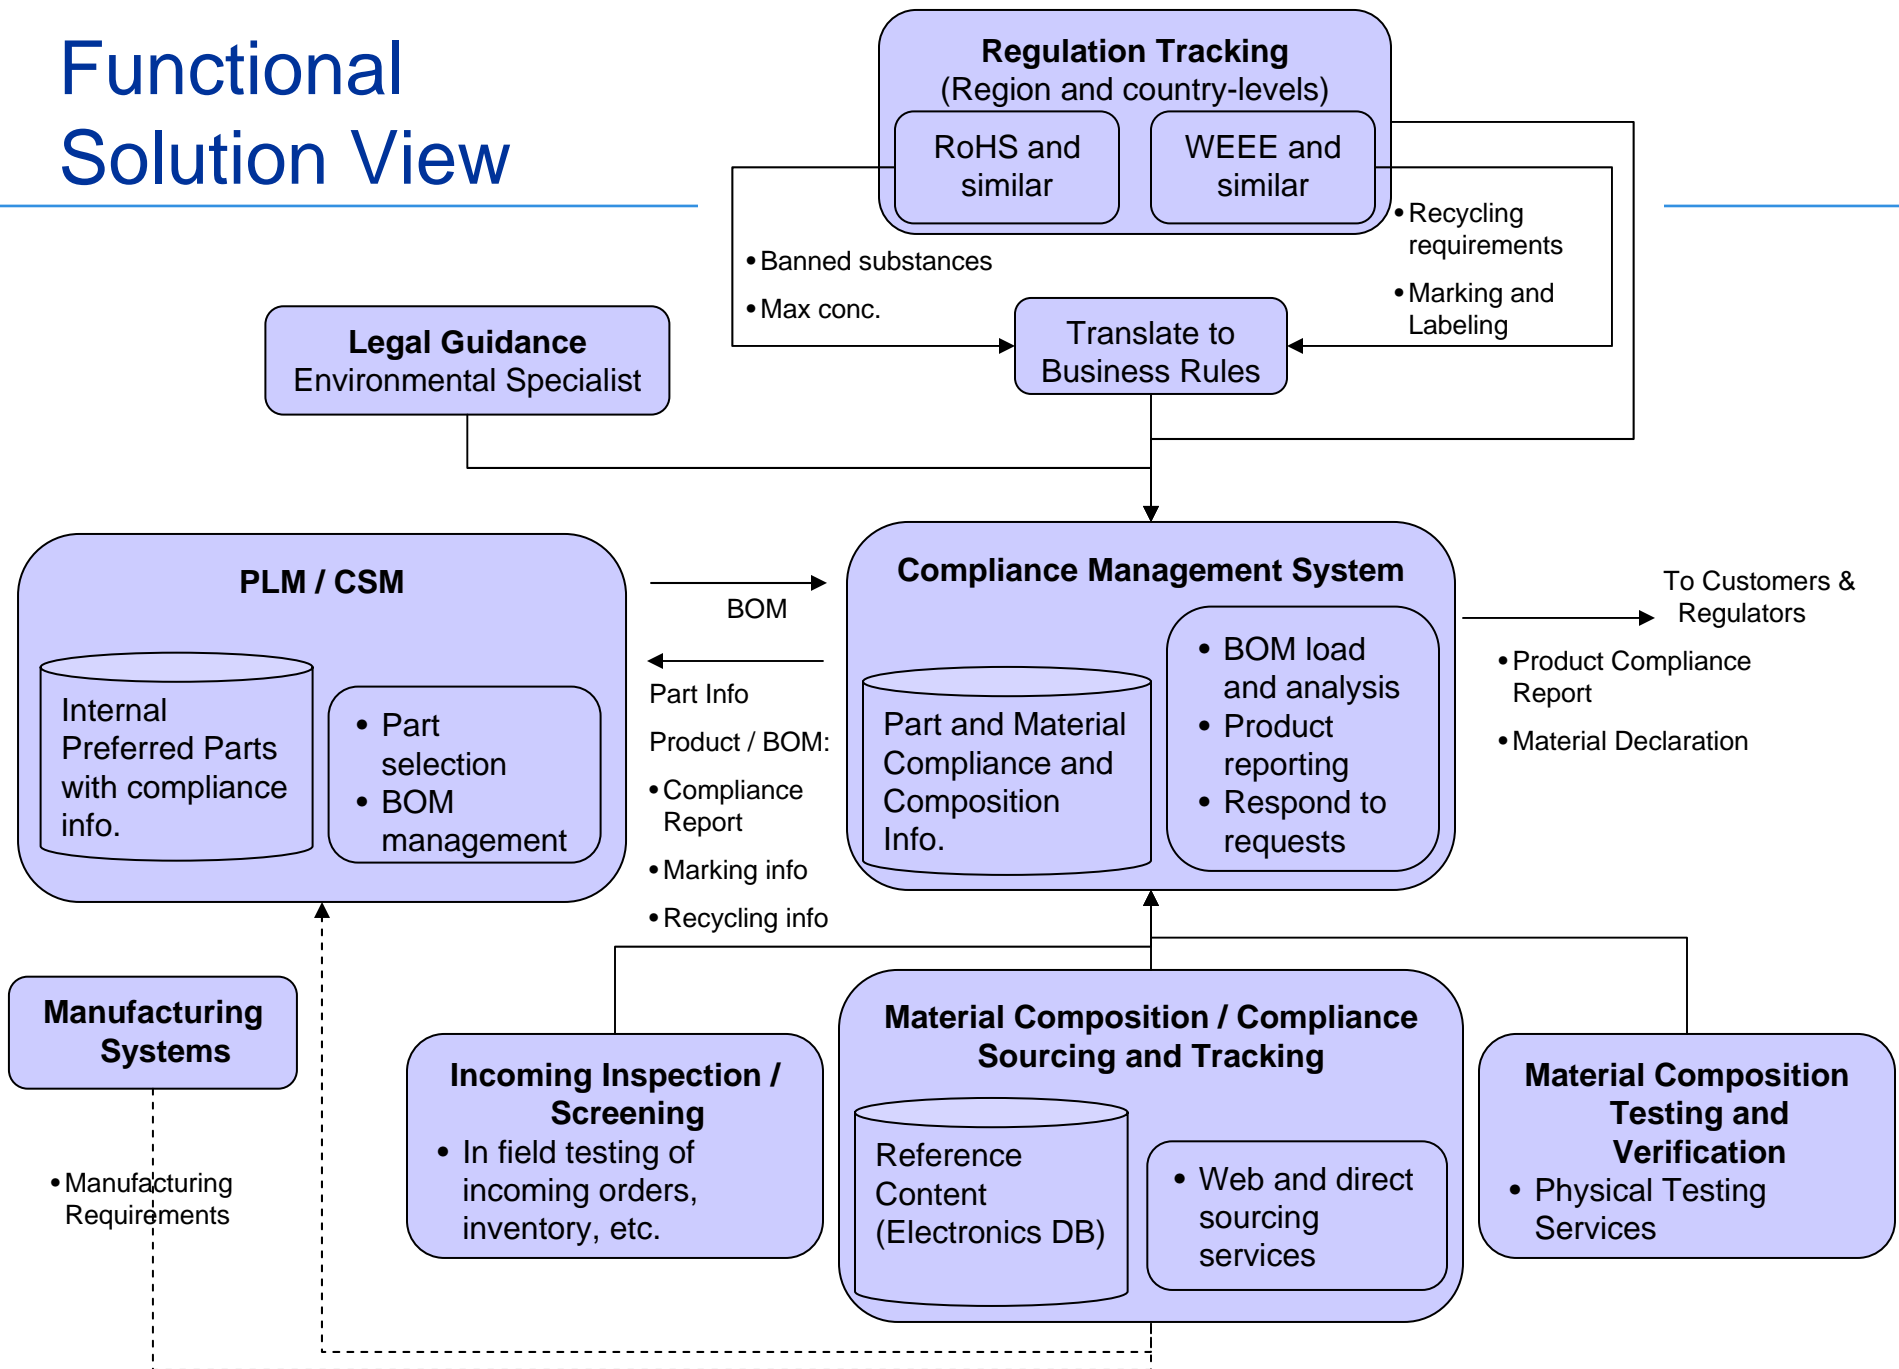 Functional
Solution View
Regulation Tracking
(Region and country-levels)
RoHS and
similar
WEEE and
similar
• Banned substances
• Max conc.
• Recycling
requirements
• Marking and
Labeling
Legal Guidance
Environmental Specialist
Translate to
Business Rules
PLM / CSM
Internal
Preferred Parts
with compliance
info.
• Part
selection
• BOM
management
BOM
Part Info
Product / BOM:
• Compliance
Report
• Marking info
• Recycling info
Compliance Management System
Part and Material
Compliance and
Composition
Info.
• BOM load
and analysis
• Product
reporting
• Respond to
requests
To Customers &
Regulators
• Product Compliance
Report
• Material Declaration
Manufacturing
Systems
• Manufacturing
Requirements
Incoming Inspection /
Screening
• In field testing of
incoming orders,
inventory, etc.
Material Composition / Compliance
Sourcing and Tracking
Reference
Content
(Electronics DB)
• Web and direct
sourcing
services
Material Composition
Testing and
Verification
• Physical Testing
Services